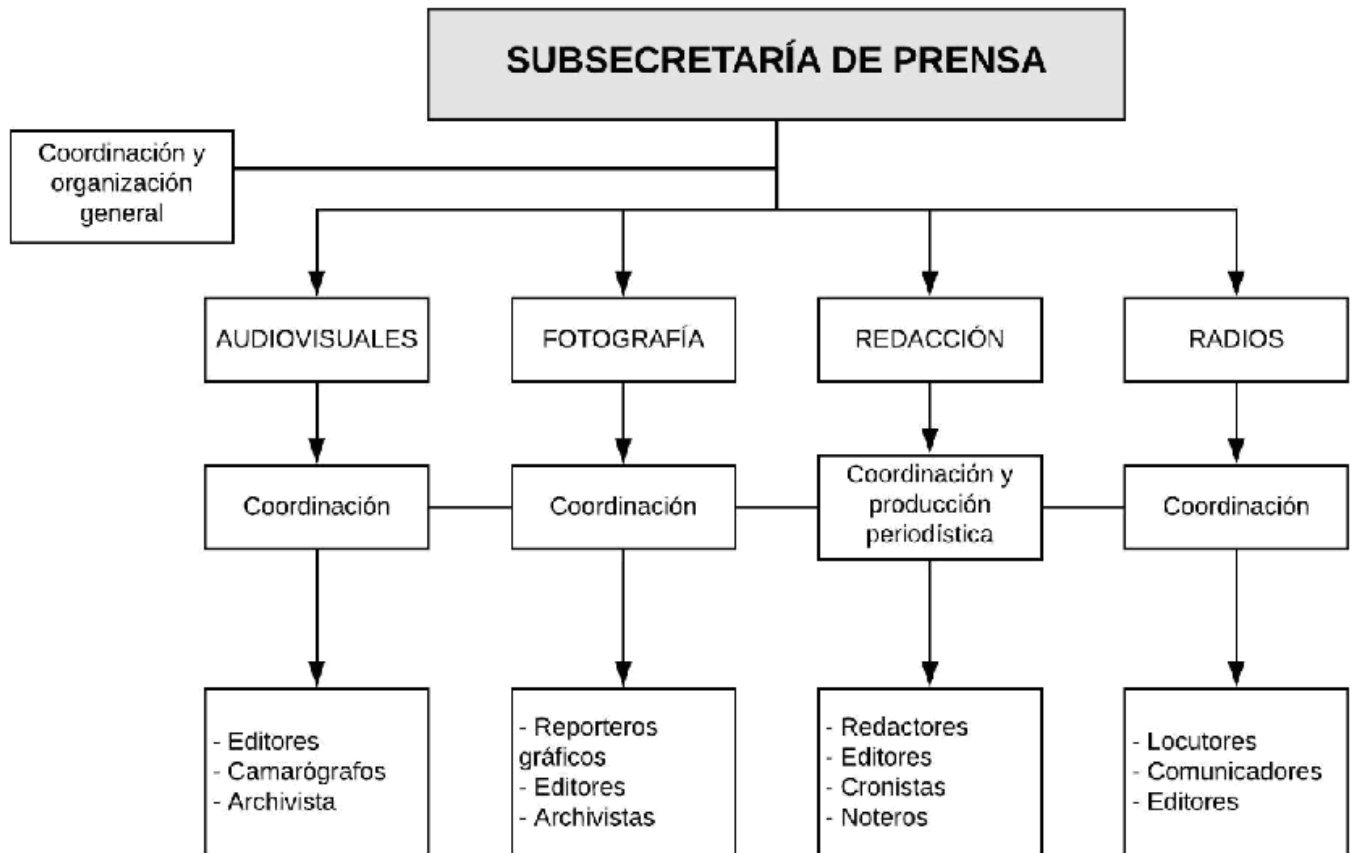 SUBSECRETARÍA DE PRENSA
Coordinación y
organización
general
AUDIOVISUALES
FOTOGRAFÍA
REDACCIÓN
RADIOS
Coordinación
Coordinación
Coordinación y
producción
periodística
Coordinación
- Editores
- Camarógrafos
- Archivista
- Reporteros
gráficos
- Editores
- Archivistas
- Redactores
- Editores
- Cronistas
- Noteros
- Locutores
- Comunicadores
- Editores